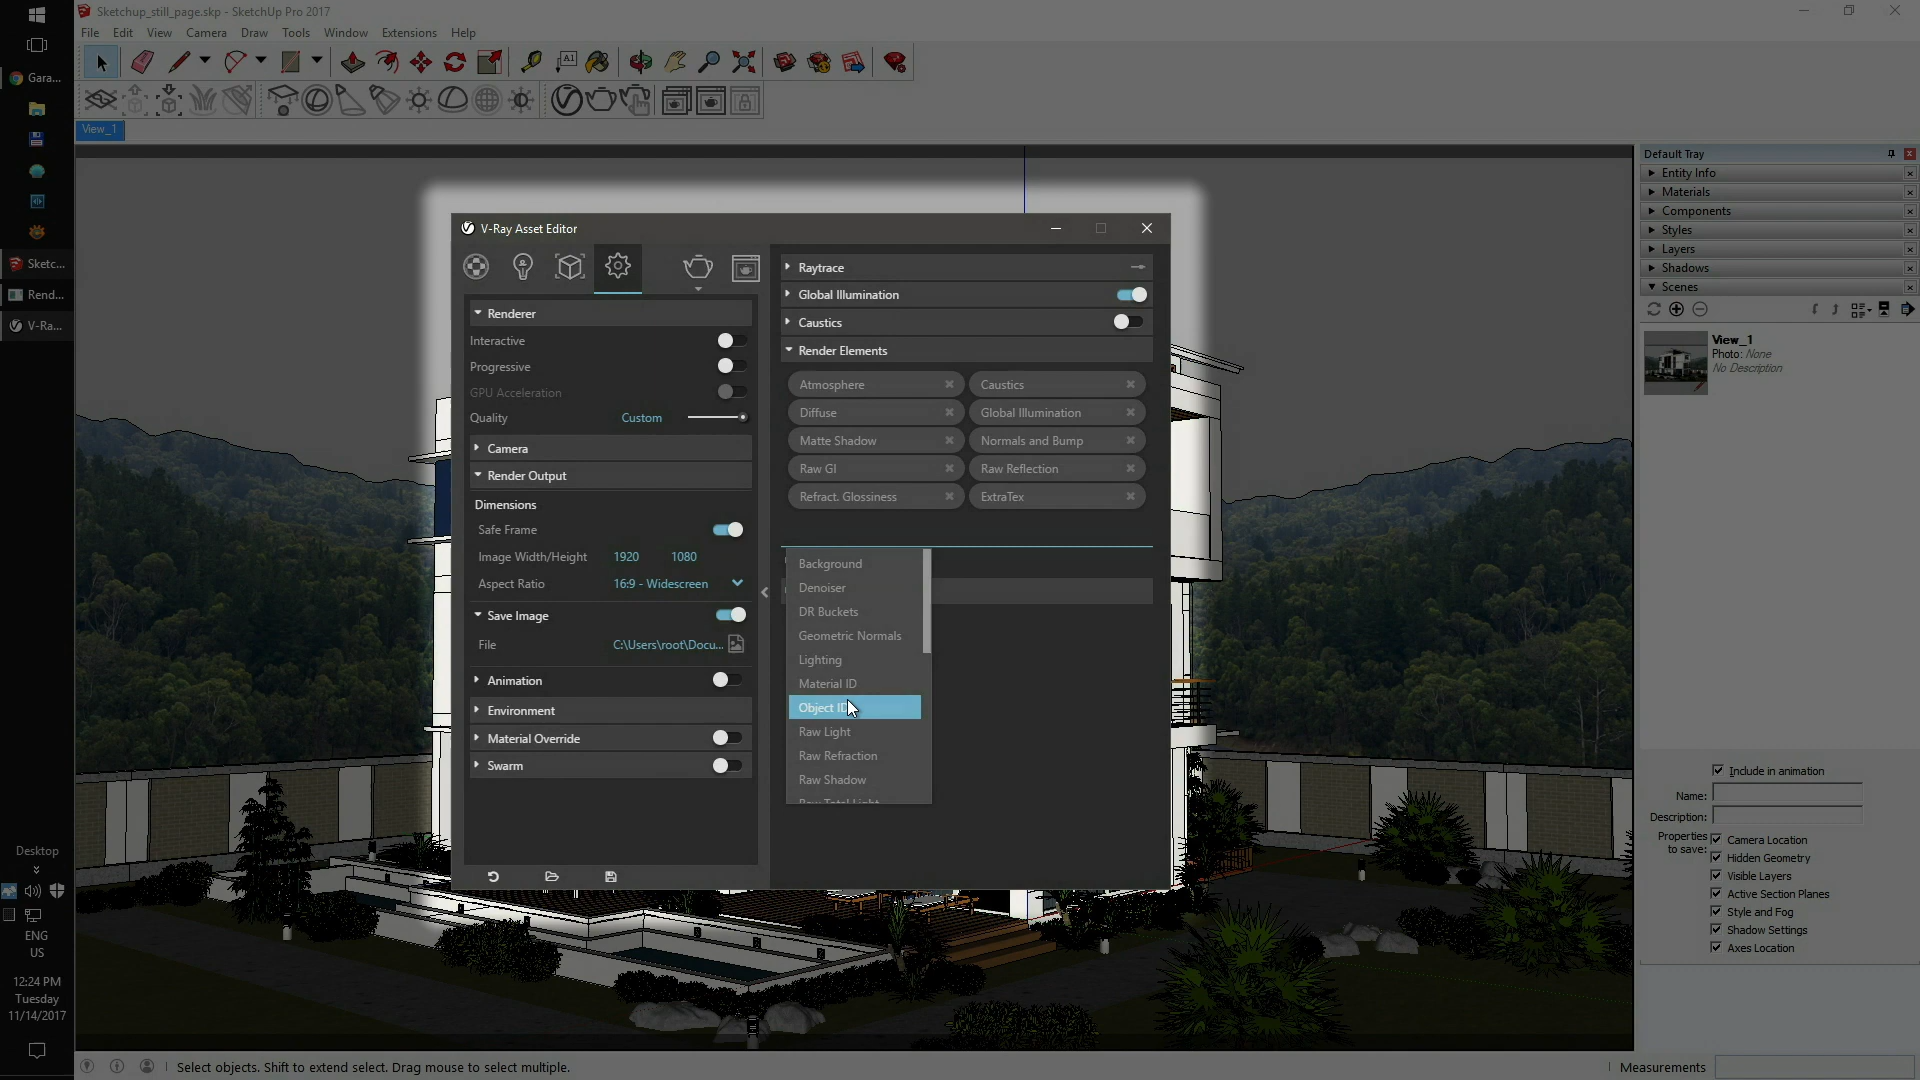 Sketchup_still_page.skp - SketchUp Pro 2017
File Edit View Camera Draw Tools Window Extensions Help
Gara...
A1
View_1
Default Tray
Entity Info
Materials
Components
Styles
Layers
Shadows
Scenes
View_1
Photo: None
No Description
Sketc...
Rend...
V-Ra...
V-Ray Asset Editor
Renderer
Interactive
Progressive
GPU Acceleration
Quality Custom
Camera
Render Output
Dimensions
Safe Frame
Image Width/Height 1920 1080
Aspect Ratio 16:9 - Widescreen
Save Image
File C:\Users\root\Docu...
Animation
Environment
Material Override
Swarm
Raytrace
Global Illumination
Caustics
Render Elements
Atmosphere Caustics
Diffuse Global Illumination
Matte Shadow Normals and Bump
Raw GI Raw Reflection
Refract. Glossiness ExtraTex
Background
Denoiser
DR Buckets
Geometric Normals
Lighting
Material ID
Object ID
Raw Light
Raw Refraction
Raw Shadow
Raw Total Light
Include in animation
Name:
Description:
Properties to save:
Camera Location
Hidden Geometry
Visible Layers
Active Section Planes
Style and Fog
Shadow Settings
Axes Location
Desktop
ENG
US
12:24 PM
Tuesday
11/14/2017
Select objects. Shift to extend select. Drag mouse to select multiple.
Measurements